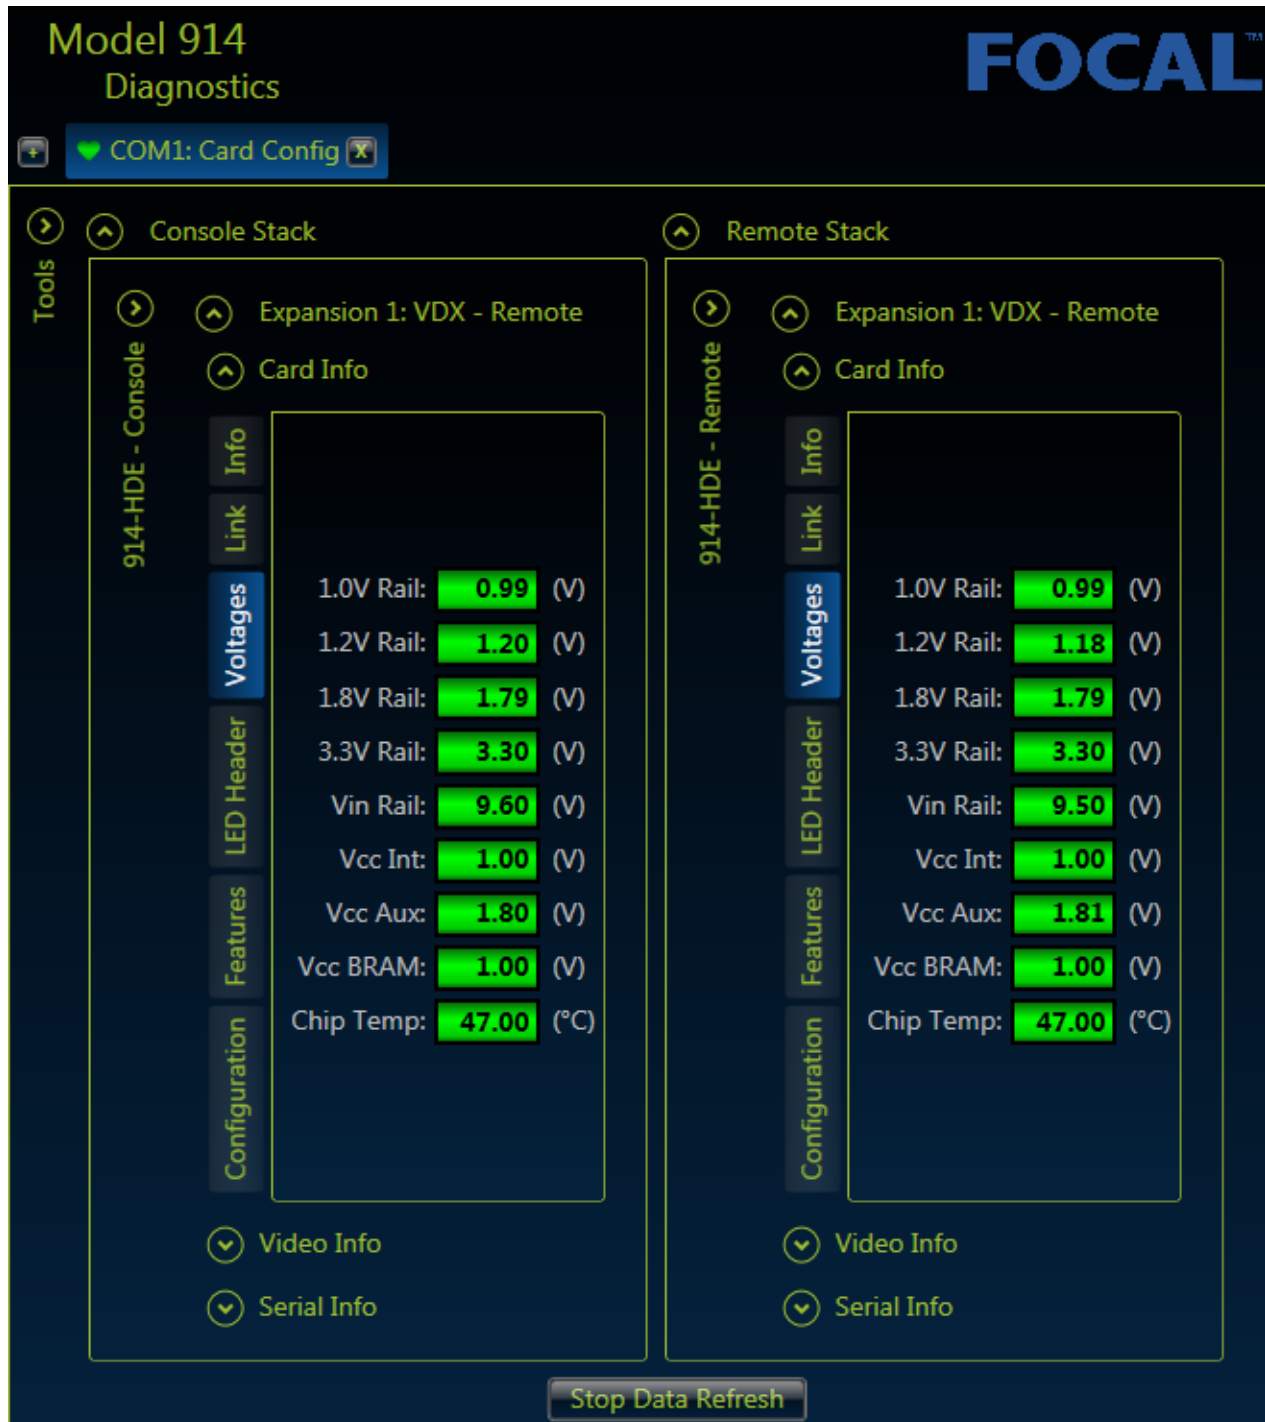 Model 914
Diagnostics
FOCAL™
+
COM1: Card Config X
Tools
Console Stack
914-HDE - Console
Expansion 1: VDX - Remote
Card Info
Info
Link
Voltages
LED Header
Features
Configuration
1.0V Rail: 0.99 (V)
1.2V Rail: 1.20 (V)
1.8V Rail: 1.79 (V)
3.3V Rail: 3.30 (V)
Vin Rail: 9.60 (V)
Vcc Int: 1.00 (V)
Vcc Aux: 1.80 (V)
Vcc BRAM: 1.00 (V)
Chip Temp: 47.00 (°C)
Video Info
Serial Info
Remote Stack
914-HDE - Remote
Expansion 1: VDX - Remote
Card Info
Info
Link
Voltages
LED Header
Features
Configuration
1.0V Rail: 0.99 (V)
1.2V Rail: 1.18 (V)
1.8V Rail: 1.79 (V)
3.3V Rail: 3.30 (V)
Vin Rail: 9.50 (V)
Vcc Int: 1.00 (V)
Vcc Aux: 1.81 (V)
Vcc BRAM: 1.00 (V)
Chip Temp: 47.00 (°C)
Video Info
Serial Info
Stop Data Refresh